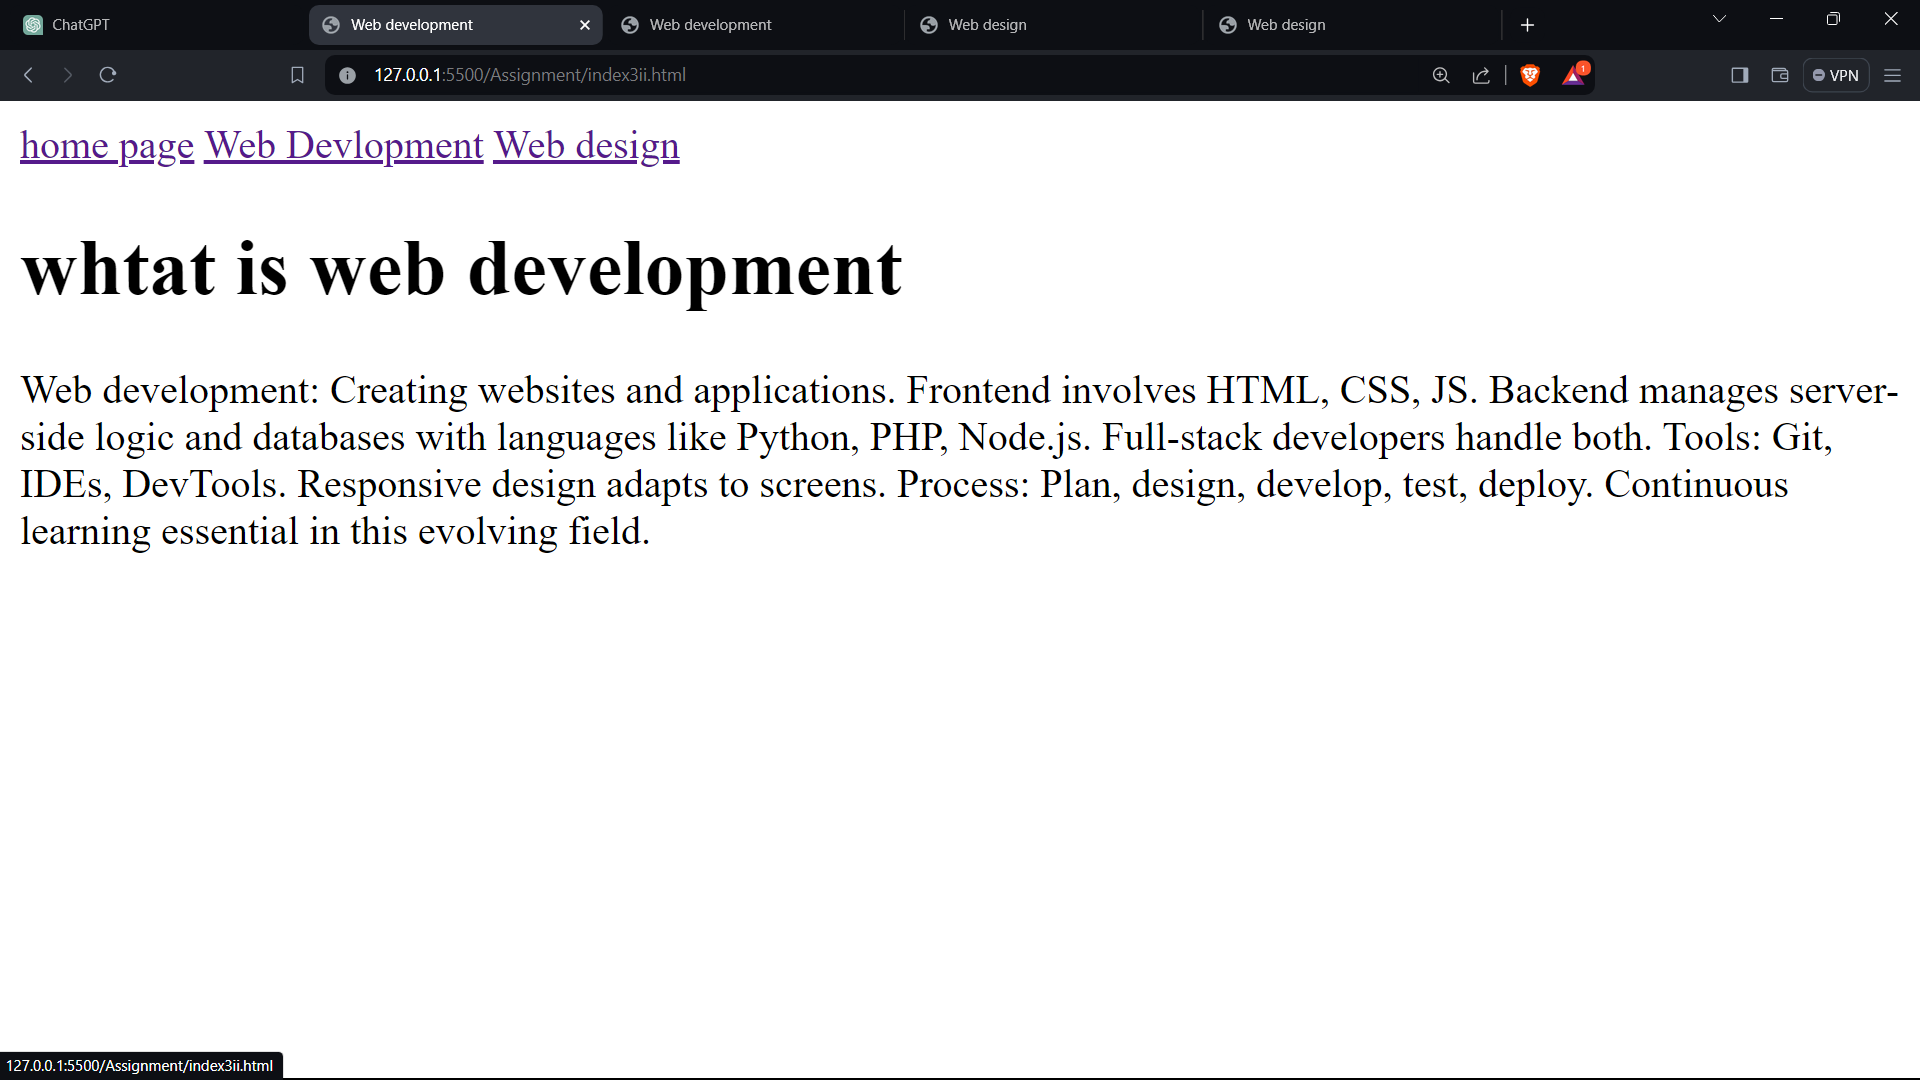 ChatGPT
Web development
Web development
Web design
Web design
127.0.0.1:5500/Assignment/index3ii.html
1
VPN
home page Web Devlopment Web design
whtat is web development
Web development: Creating websites and applications. Frontend involves HTML, CSS, JS. Backend manages server-
side logic and databases with languages like Python, PHP, Node.js. Full-stack developers handle both. Tools: Git,
IDEs, DevTools. Responsive design adapts to screens. Process: Plan, design, develop, test, deploy. Continuous
learning essential in this evolving field.
127.0.0.1:5500/Assignment/index3ii.html